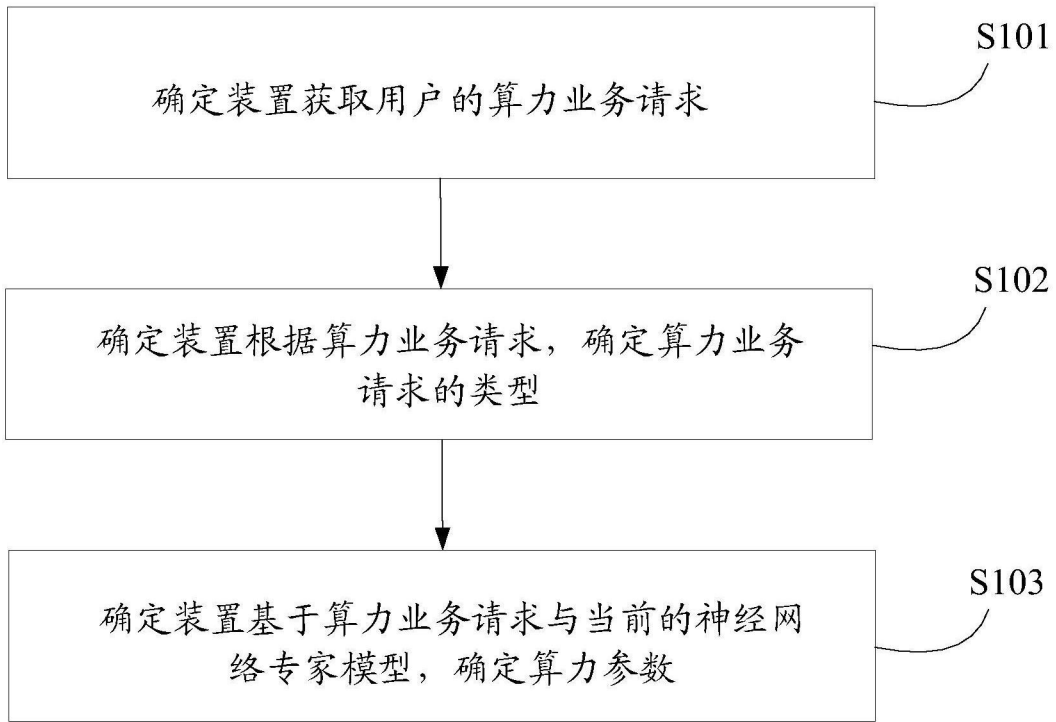 S101
确定装置获取用户的算力业务请求
S102
确定装置根据算力业务请求，确定算力业务
请求的类型
S103
确定装置基于算力业务请求与当前的神经网
络专家模型，确定算力参数